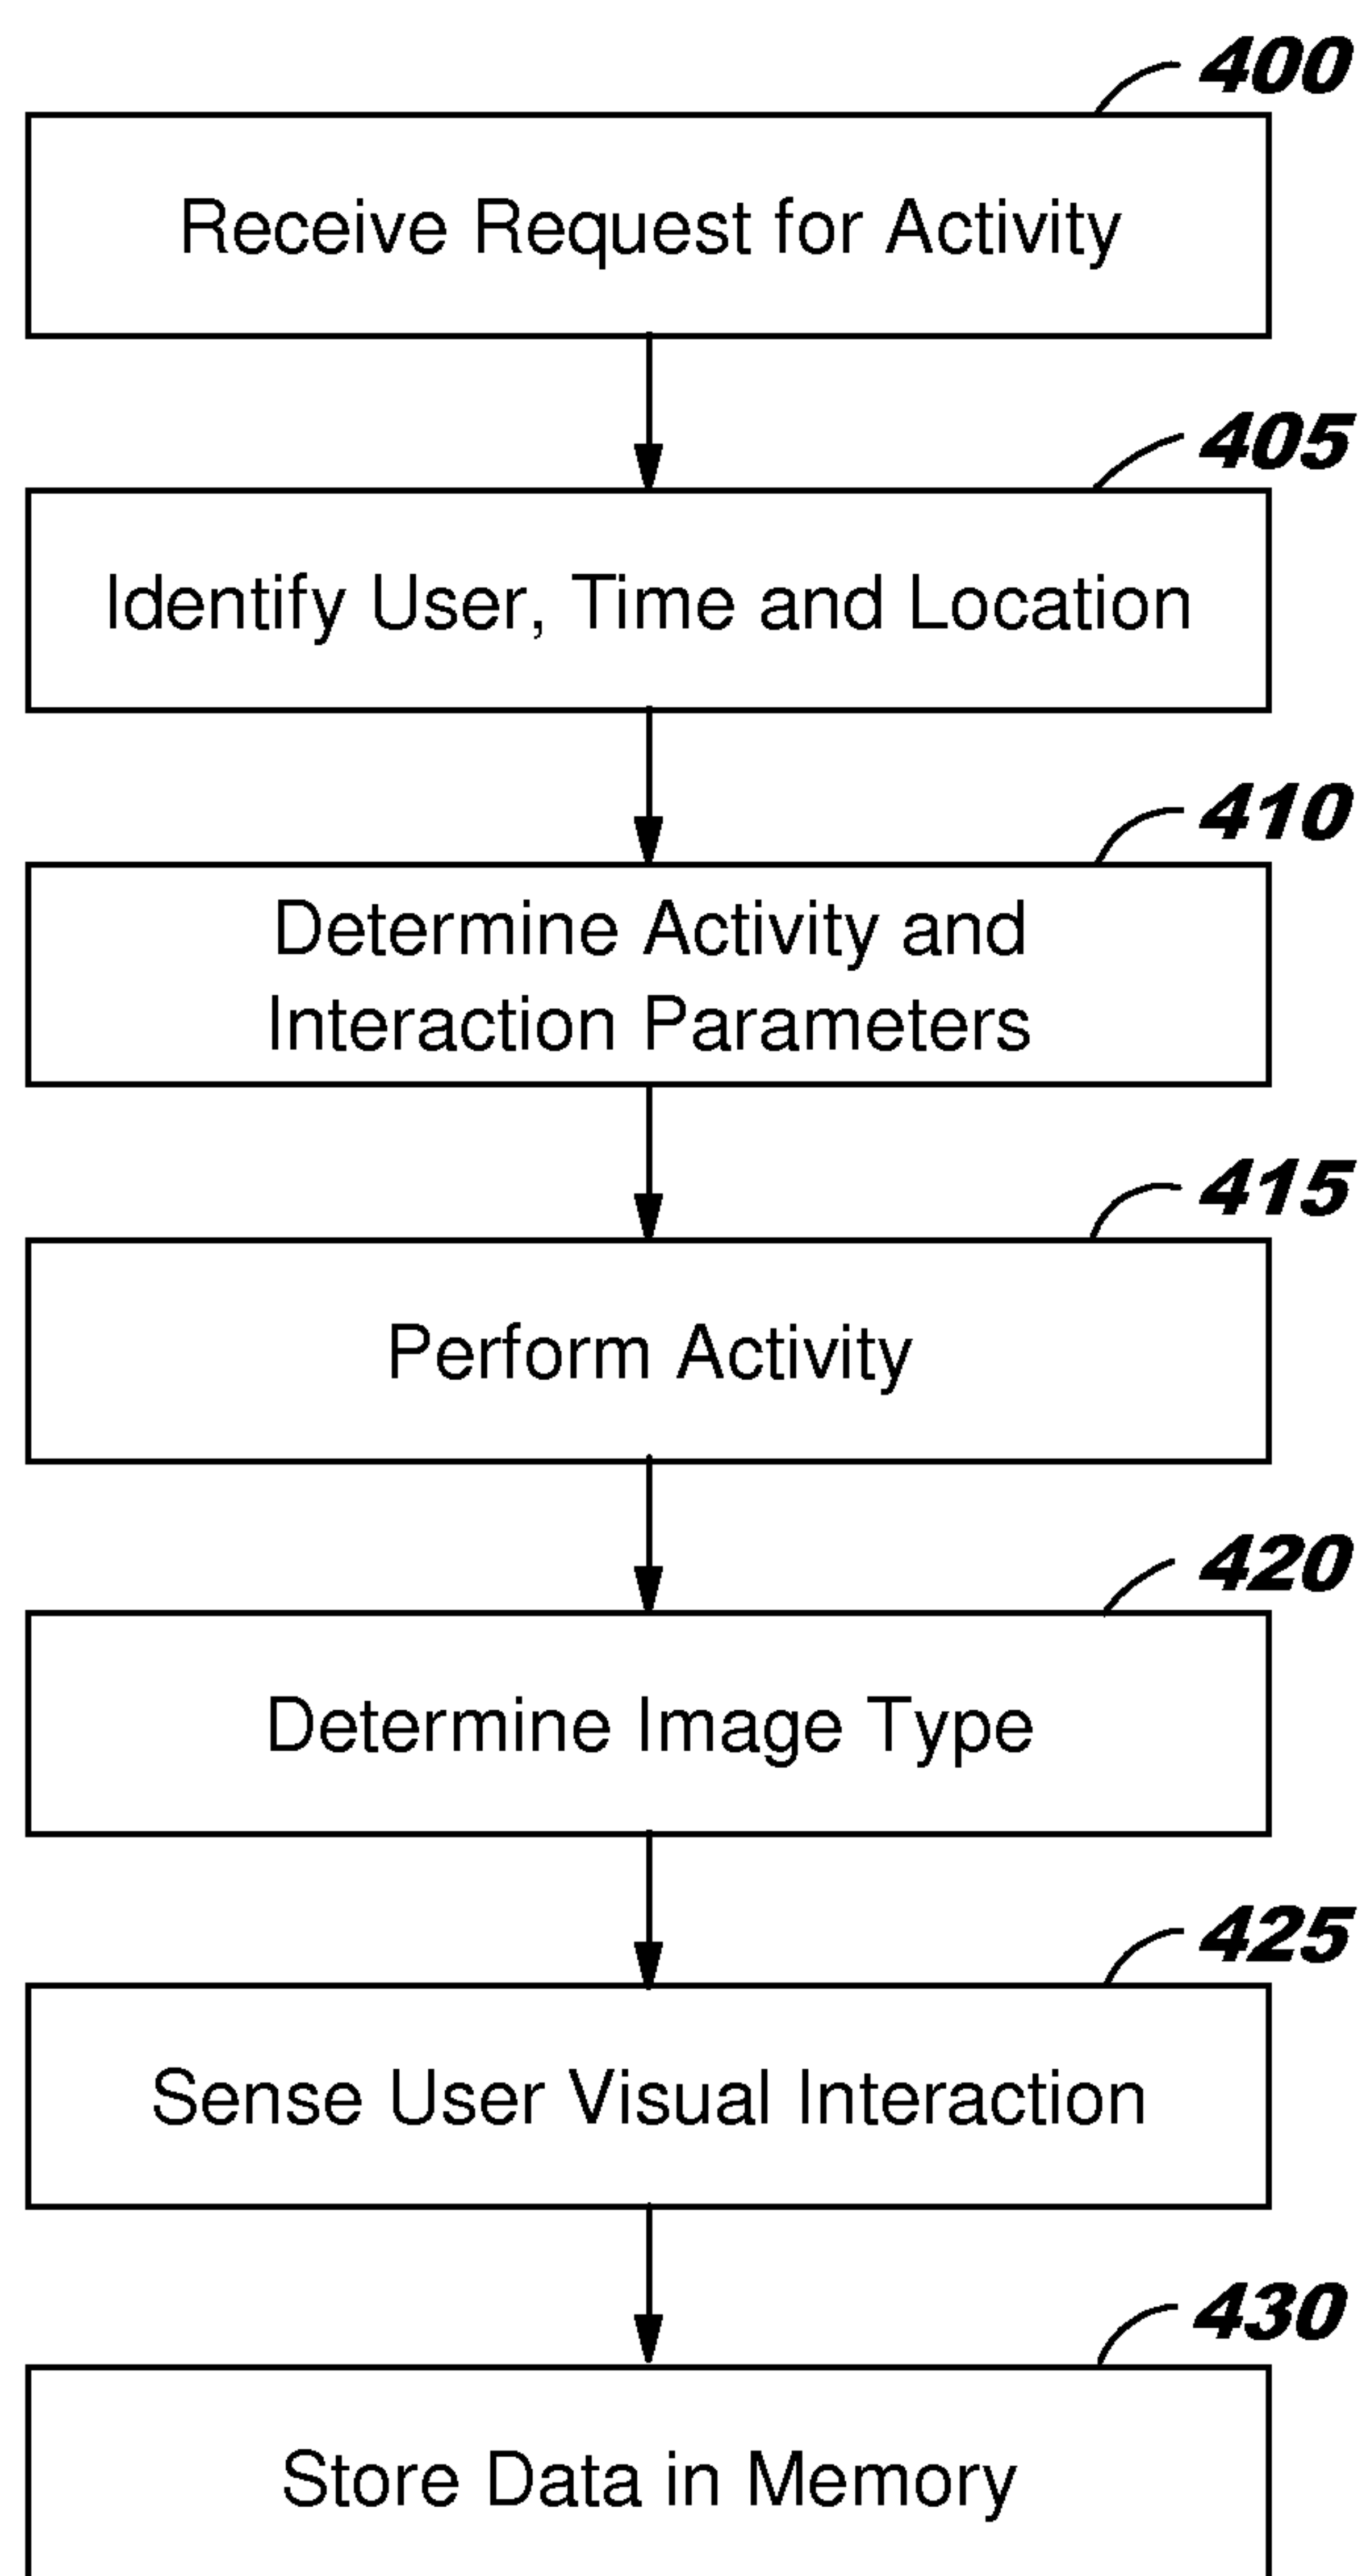 400
Receive Request for Activity
405
Identify User, Time and Location
410
Determine Activity and
Interaction Parameters
415
Perform Activity
420
Determine Image Type
425
Sense User Visual Interaction
430
Store Data in Memory